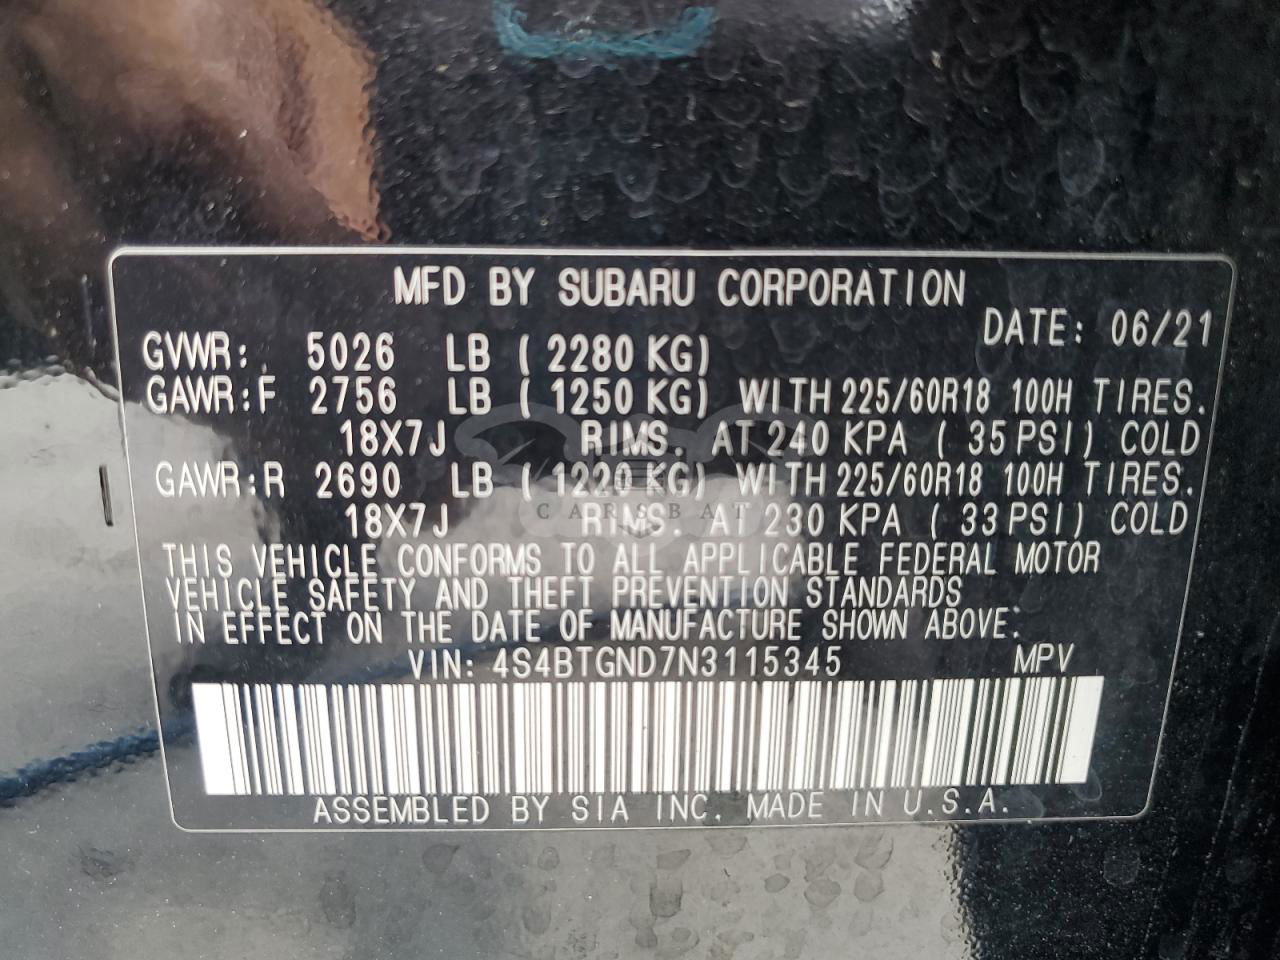 MFD BY SUBARU CORPORATION
DATE: 06/21
GVWR: 5026 LB ( 2280 KG)
GAWR:F 2756 LB ( 1250 KG) WITH 225/60R18 100H TIRES.
18X7J RIMS. AT 240 KPA ( 35 PSI) COLD
GAWR:R 2690 LB ( 1220 KG) WITH 225/60R18 100H TIRES.
18X7J RIMS. AT 230 KPA ( 33 PSI) COLD
CARSBAT
THIS VEHICLE CONFORMS TO ALL APPLICABLE FEDERAL MOTOR
VEHICLE SAFETY AND THEFT PREVENTION STANDARDS
IN EFFECT ON THE DATE OF MANUFACTURE SHOWN ABOVE.
VIN: 4S4BTGND7N3115345 MPV
ASSEMBLED BY SIA INC. MADE IN U.S.A.